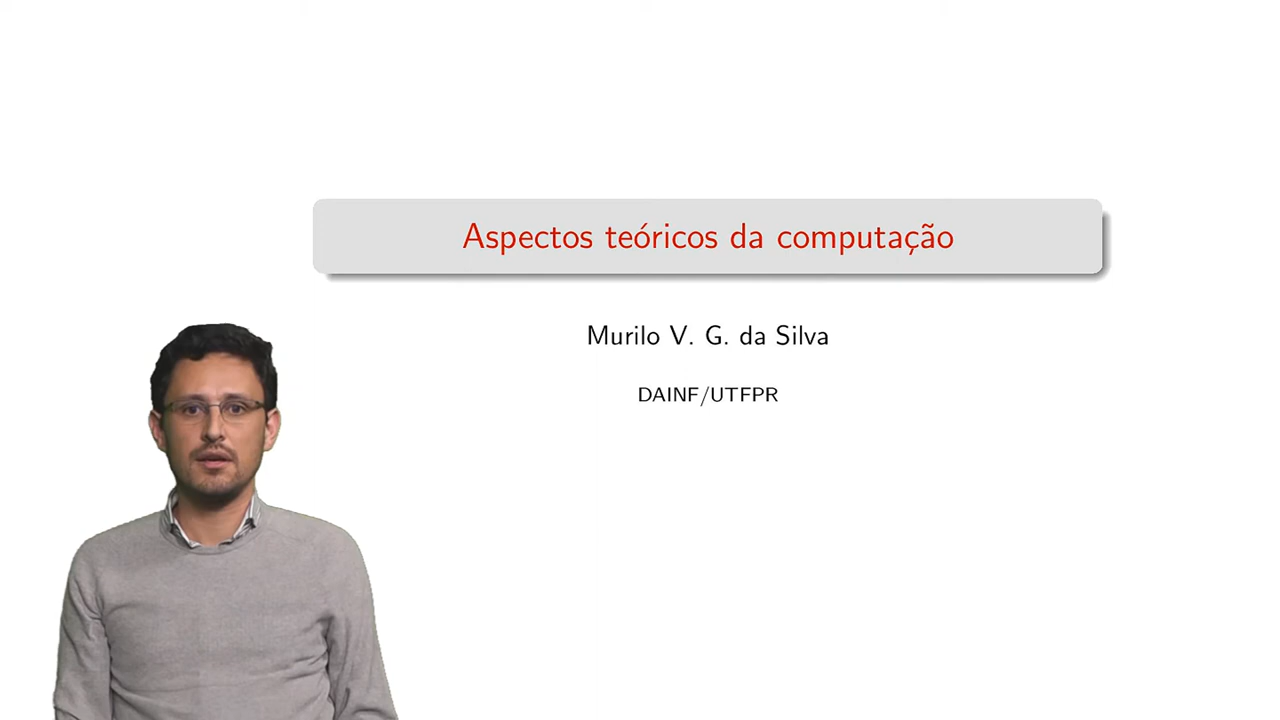 Aspectos teóricos da computação
Murilo V. G. da Silva
DAINF/UTFPR